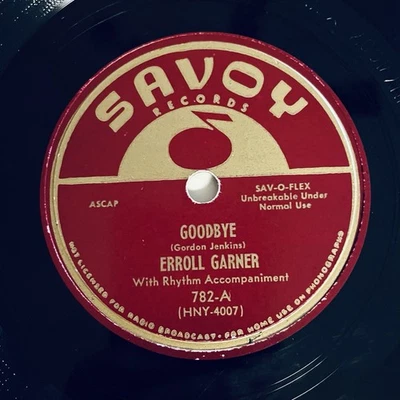 SAVOY
RECORDS
ASCAP
SAV-O-FLEX
Unbreakable Under
Normal Use
GOODBYE
(Gordon Jenkins)
ERROLL GARNER
With Rhythm Accompaniment
782-A
(HNY-4007)
NOT LICENSED FOR RADIO BROADCAST • FOR HOME USE ON PHONOGRAPHS